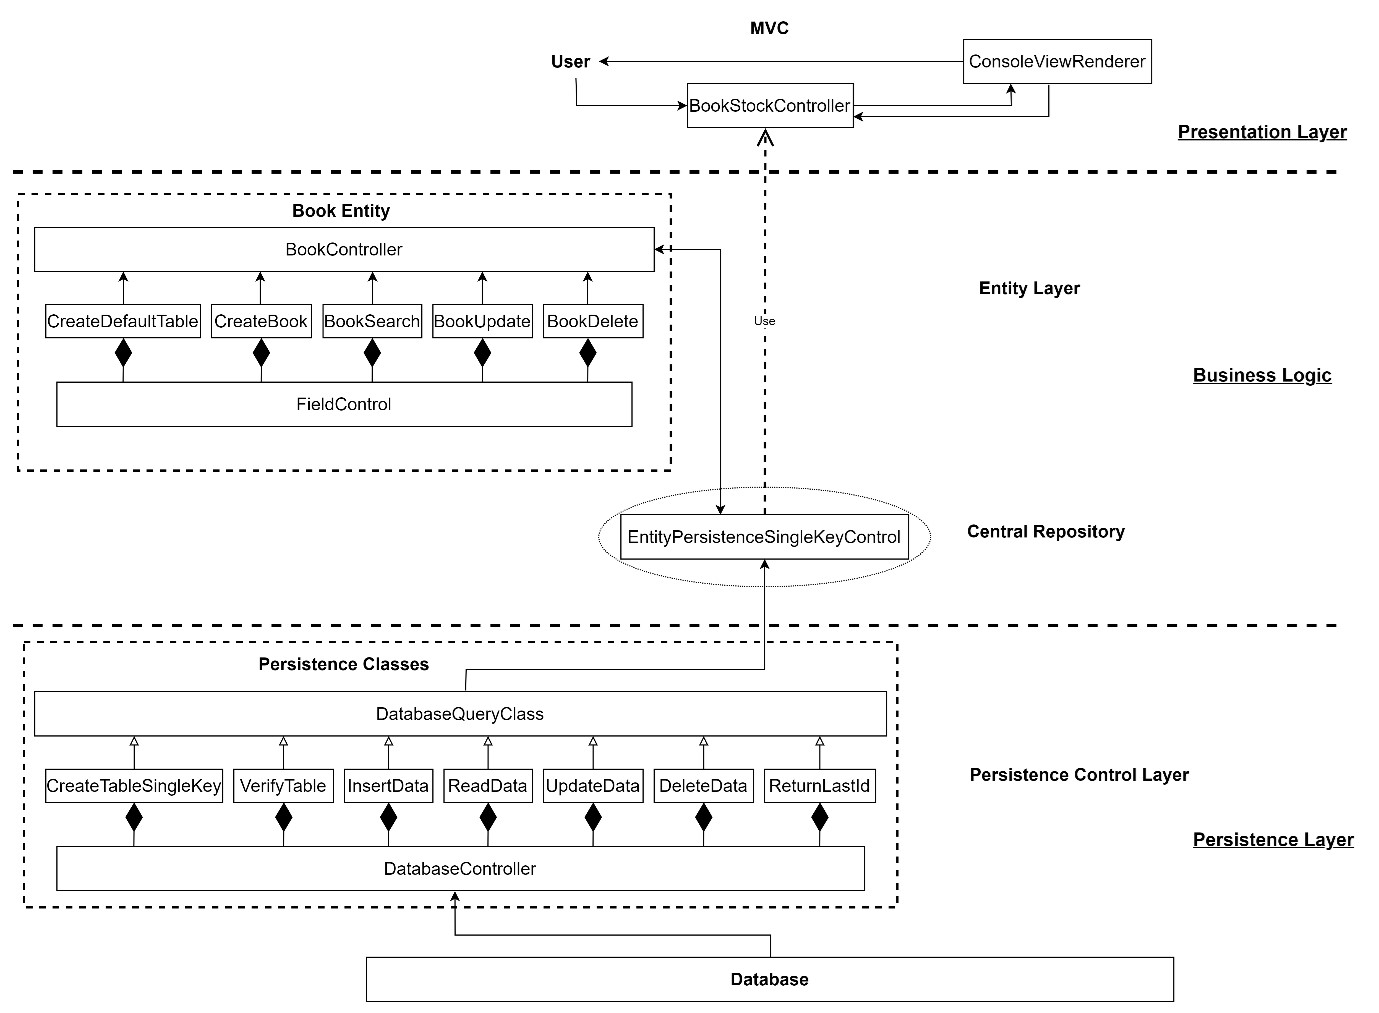 MVC
User
ConsoleViewRenderer
BookStockController
Presentation Layer
Book Entity
BookController
Entity Layer
CreateDefaultTable
CreateBook
BookSearch
BookUpdate
BookDelete
Use
Business Logic
FieldControl
EntityPersistenceSingleKeyControl
Central Repository
Persistence Classes
DatabaseQueryClass
CreateTableSingleKey
VerifyTable
InsertData
ReadData
UpdateData
DeleteData
ReturnLastId
Persistence Control Layer
Persistence Layer
DatabaseController
Database